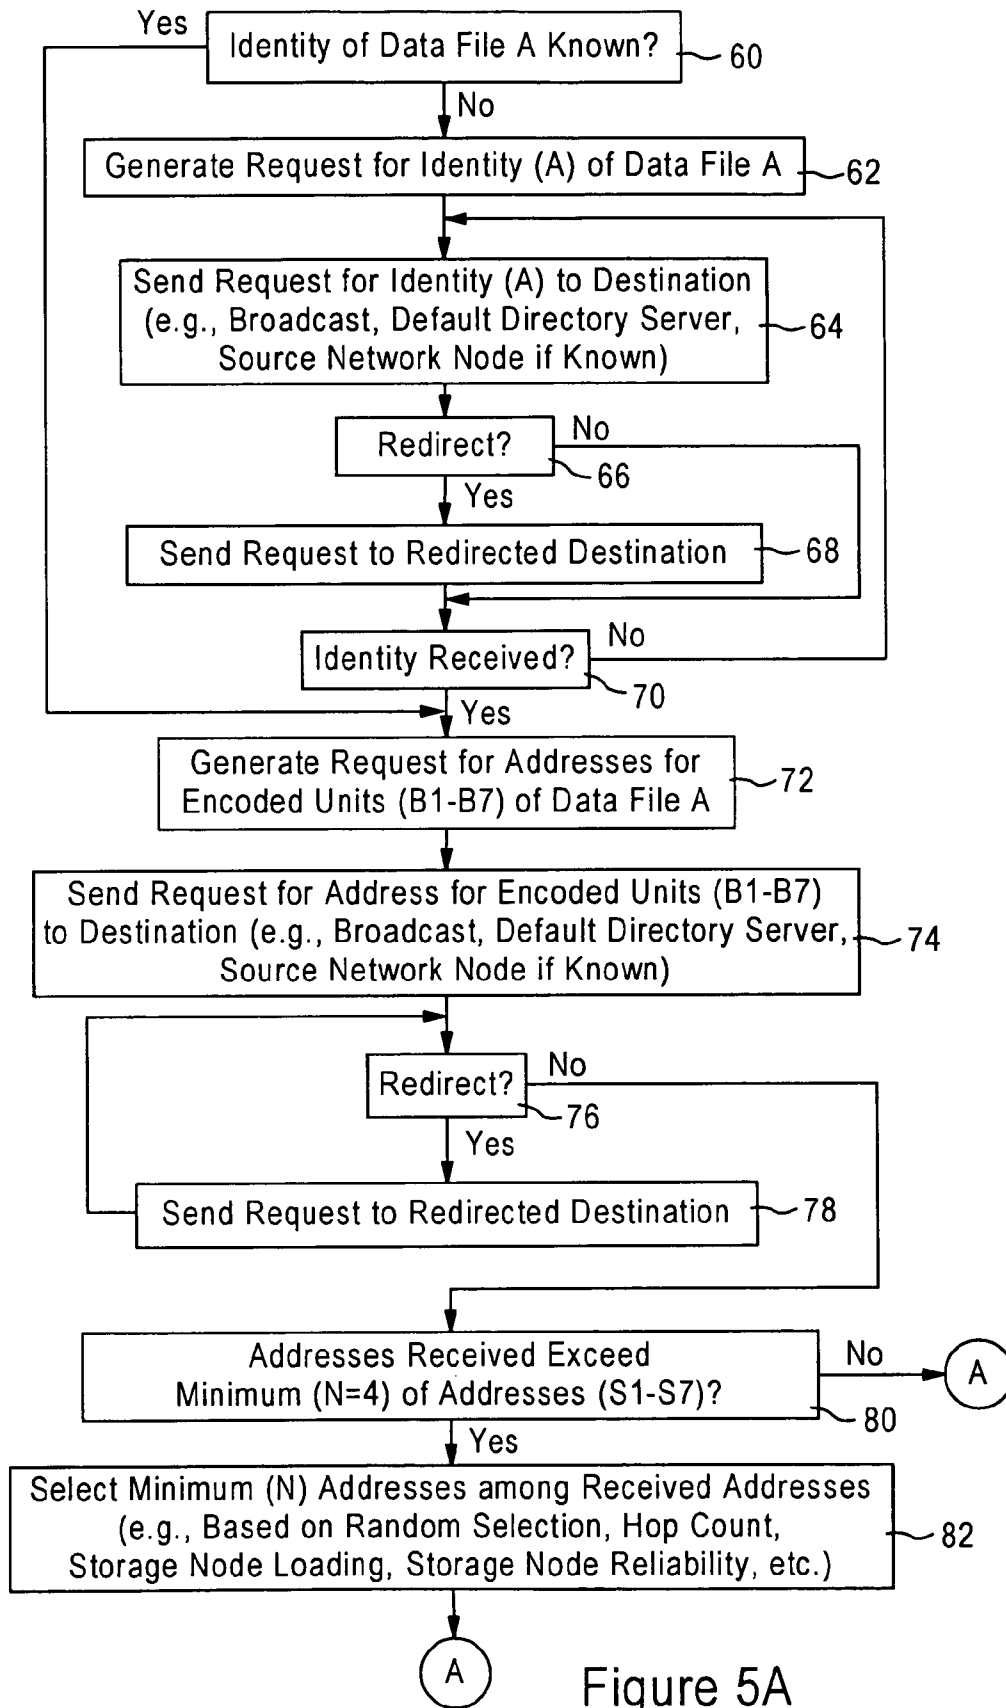 Yes
Identity of Data File A Known?
60
No
Generate Request for Identity (A) of Data File A
62
Send Request for Identity (A) to Destination
(e.g., Broadcast, Default Directory Server,
Source Network Node if Known)
64
Redirect?
No
66
Yes
Send Request to Redirected Destination
68
Identity Received?
No
70
Yes
Generate Request for Addresses for
Encoded Units (B1-B7) of Data File A
72
Send Request for Address for Encoded Units (B1-B7)
to Destination (e.g., Broadcast, Default Directory Server,
Source Network Node if Known)
74
Redirect?
No
76
Yes
Send Request to Redirected Destination
78
Addresses Received Exceed
Minimum (N=4) of Addresses (S1-S7)?
No
A
80
Yes
Select Minimum (N) Addresses among Received Addresses
(e.g., Based on Random Selection, Hop Count,
Storage Node Loading, Storage Node Reliability, etc.)
82
A
Figure 5A